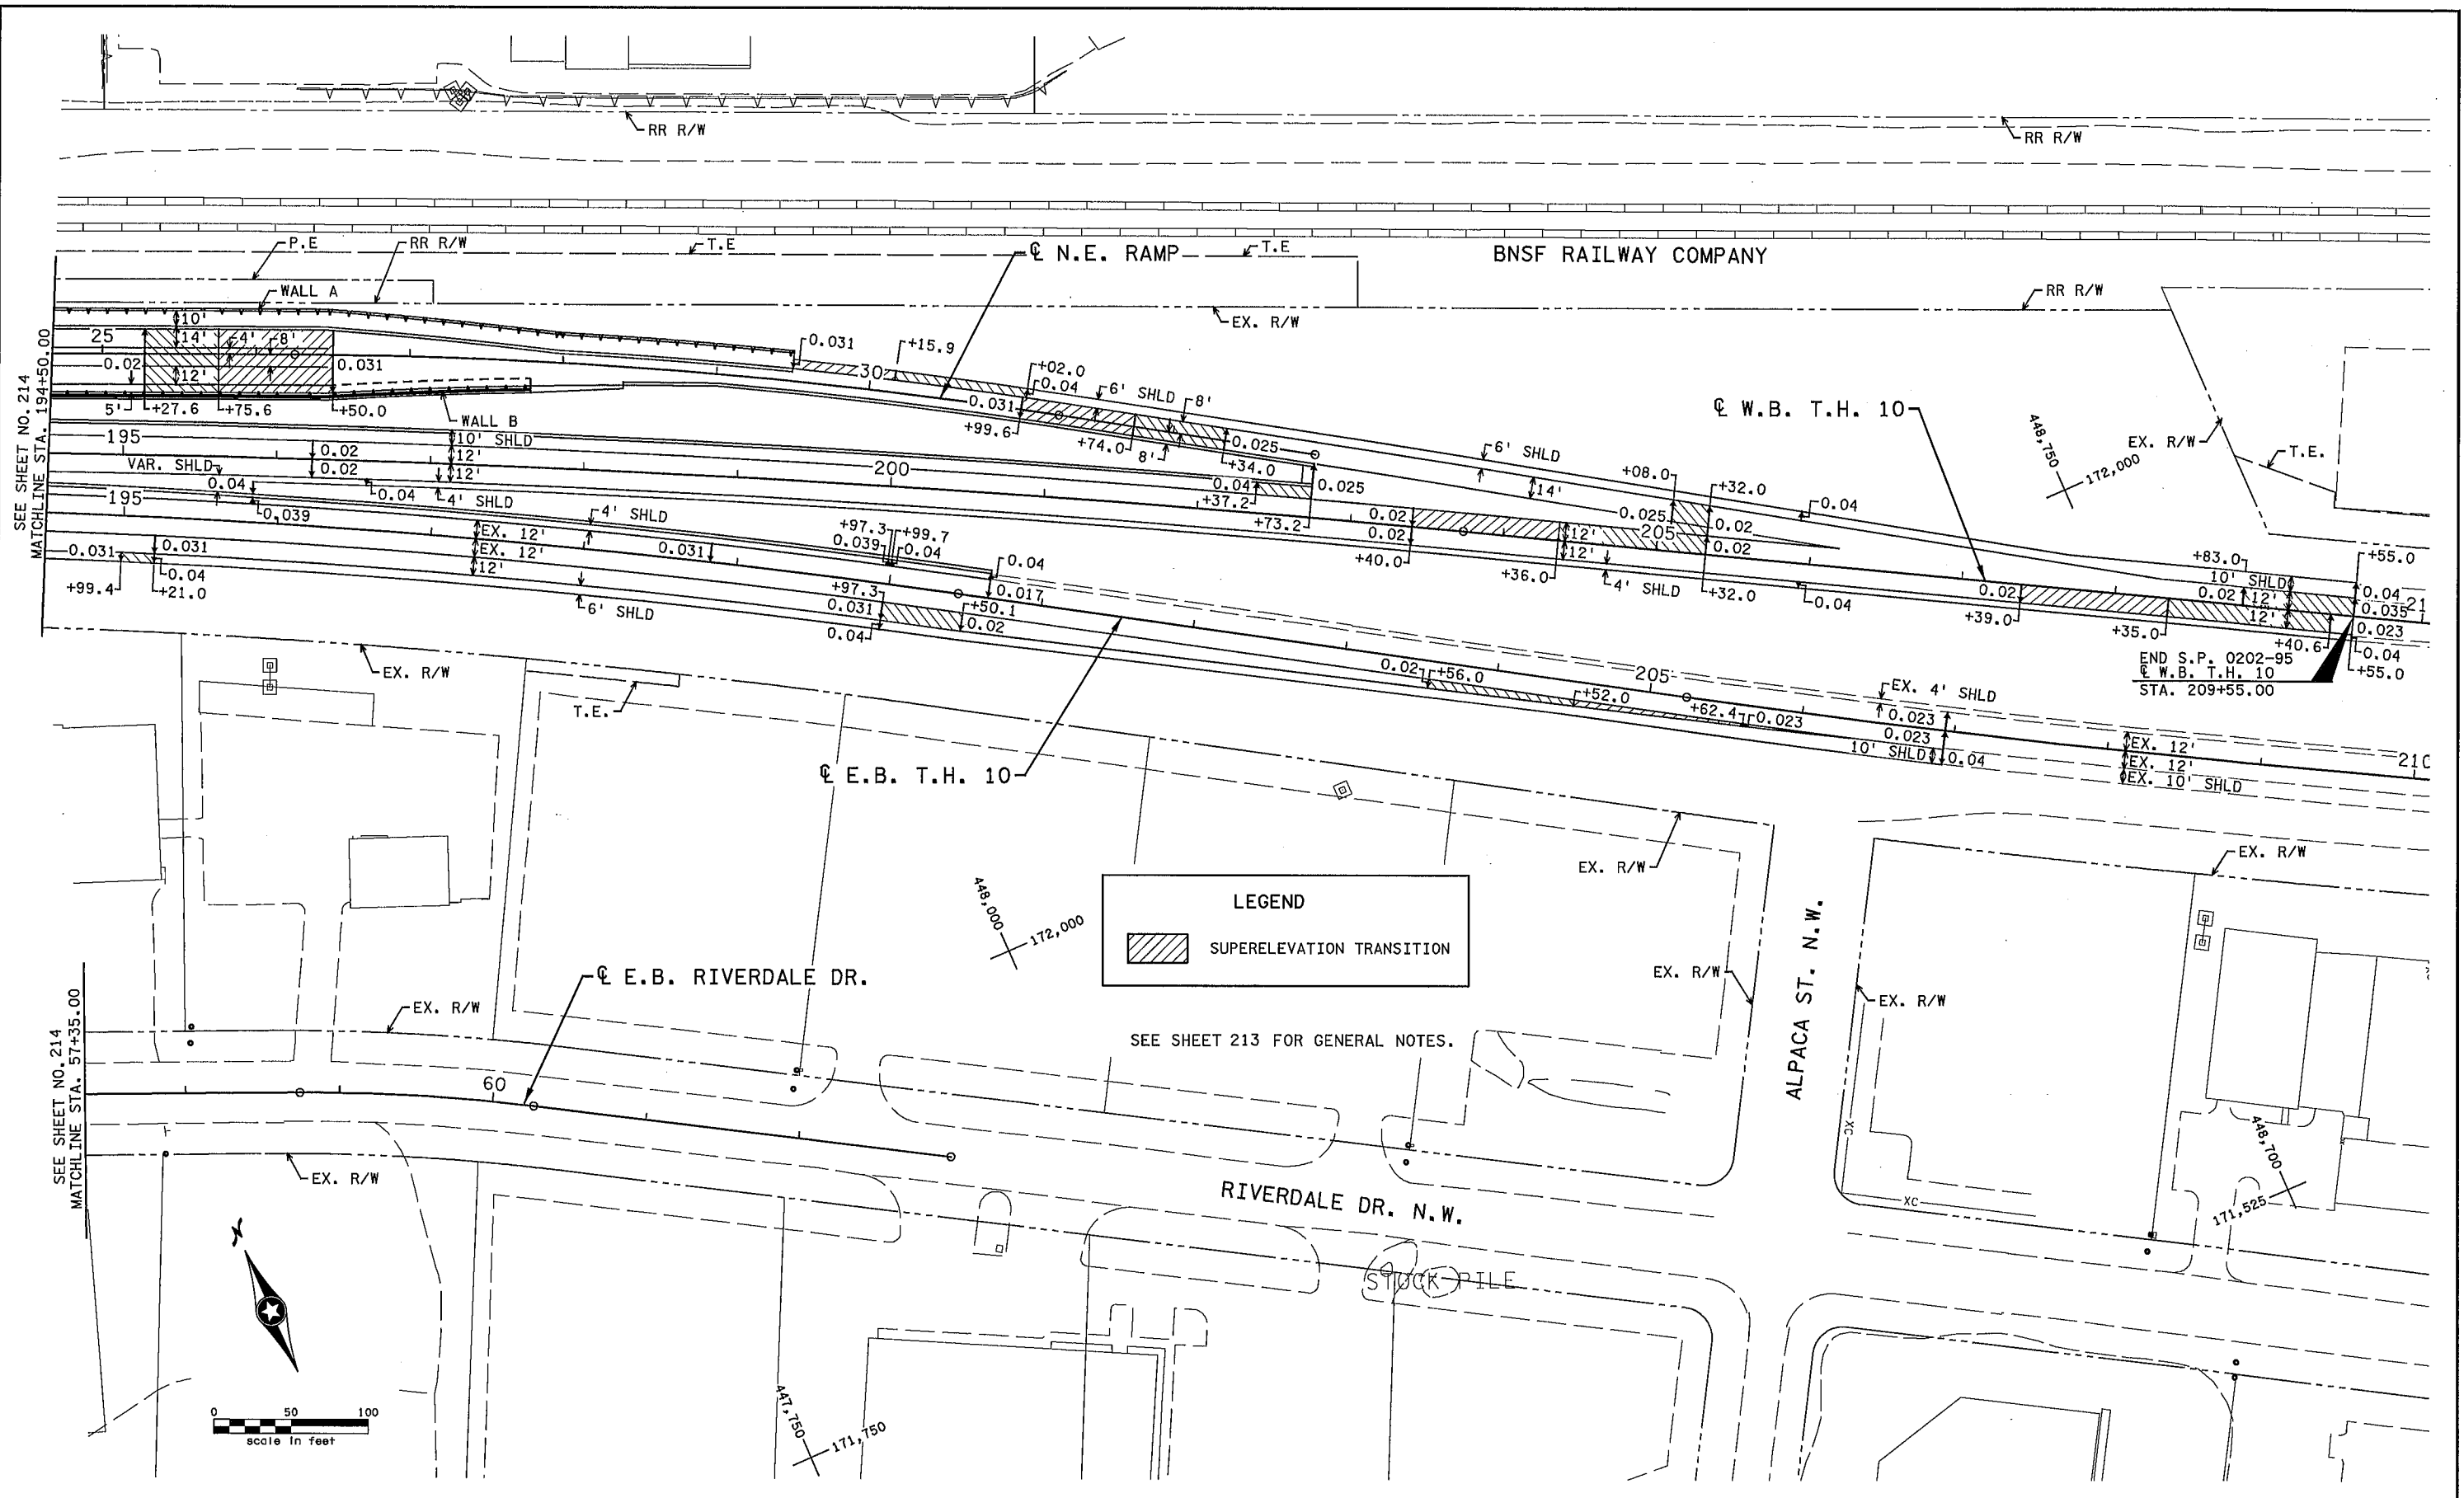 RR R/W
RR R/W
P.E
RR R/W
T.E
℄ N.E. RAMP
T.E
BNSF RAILWAY COMPANY
WALL A
RR R/W
EX. R/W
SEE SHEET NO. 214
MATCHLINE STA. 194+50.00
10'
25
14'
4'
8'
0.02
12'
0.031
5'
+27.6
+75.6
+50.0
WALL B
0.031
+15.9
30
+02.0
0.04
6' SHLD
8'
0.031
+99.6
+74.0
8'
0.025
+34.0
6' SHLD
℄ W.B. T.H. 10
448,750
172,000
EX. R/W
T.E.
195
10' SHLD
0.02
12'
0.02
12'
VAR. SHLD
0.04
0.04
4' SHLD
200
0.04
+37.2
0.025
+73.2
14'
+08.0
+32.0
0.04
0.025
0.02
0.02
205
12'
0.02
12'
0.02
+40.0
+36.0
4' SHLD
+32.0
0.04
195
0.039
4' SHLD
EX. 12'
EX. 12'
12'
0.031
+97.3
+99.7
0.039
0.04
0.04
0.017
0.031
0.031
0.04
+99.4
+21.0
6' SHLD
+97.3
0.031
0.04
+50.1
0.02
+83.0
+55.0
10' SHLD
0.02
12'
12'
0.04
0.035
21
0.023
0.02
+39.0
+35.0
+40.6
0.04
+55.0
END S.P. 0202-95
℄ W.B. T.H. 10
STA. 209+55.00
EX. R/W
T.E.
℄ E.B. T.H. 10
0.02
+56.0
205
+52.0
+62.4
0.023
EX. 4' SHLD
0.023
0.023
10' SHLD
0.04
EX. 12'
EX. 12'
EX. 10' SHLD
210
EX. R/W
EX. R/W
448,000
172,000
LEGEND
SUPERELEVATION TRANSITION
SEE SHEET 213 FOR GENERAL NOTES.
EX. R/W
ALPACA ST. N.W.
EX. R/W
XC
XC
SEE SHEET NO. 214
MATCHLINE STA. 57+35.00
℄ E.B. RIVERDALE DR.
EX. R/W
60
EX. R/W
RIVERDALE DR. N.W.
STOCK PILE
448,700
171,525
N
0 50 100
scale in feet
447,750
171,750